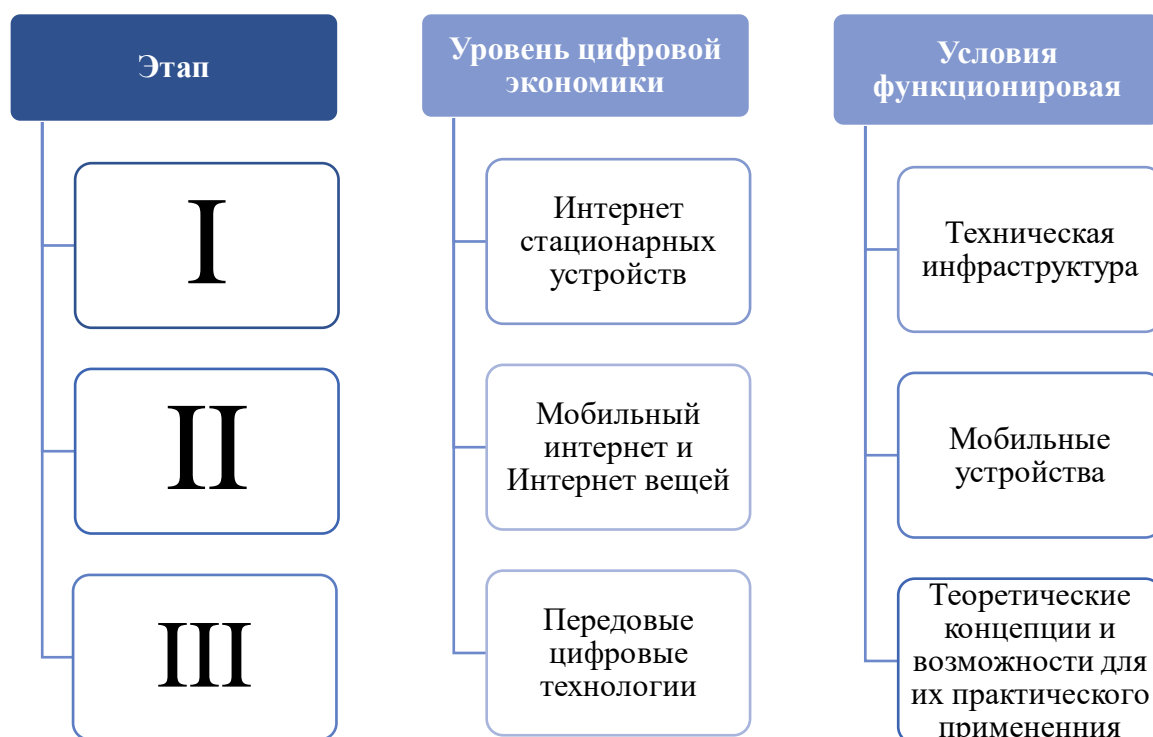 Этап
I
II
III
Уровень цифровой
экономики
Интернет
стационарных
устройств
Мобильный
интернет и
Интернет вещей
Передовые
цифровые
технологии
Условия
функционировая
Техническая
инфраструктура
Мобильные
устройства
Теоретические
концепции и
возможности для
их практического
примененния